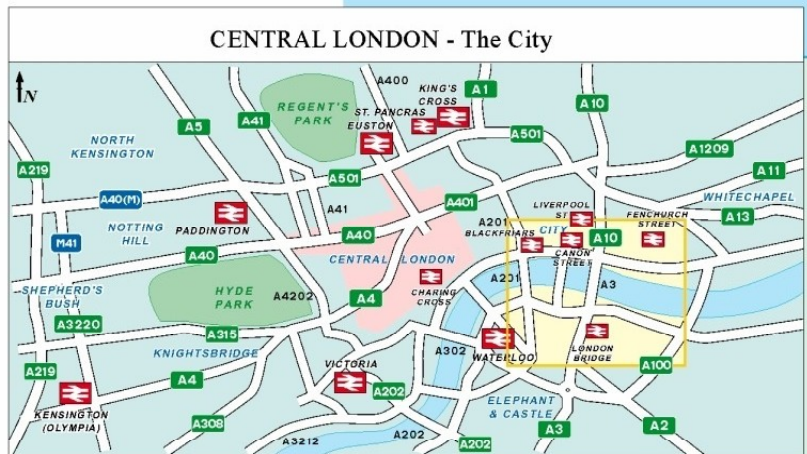 CENTRAL LONDON - The City
N
A400
KING'S
CROSS
A1
A10
REGENT'S
PARK
ST. PANCRAS
EUSTON
A5
A41
A501
NORTH
KENSINGTON
A1209
A219
A501
A11
A40(M)
A41
A401
WHITECHAPEL
A13
NOTTING
HILL
PADDINGTON
A201
LIVERPOOL
ST
FENCHURCH
STREET
M41
A40
BLACKFRIARS
CITY
A10
A40
CENTRAL LONDON
CANON
STREET
A201
SHEPHERD'S
BUSH
HYDE
PARK
A4202
A4
CHARING
CROSS
A3
A3220
A315
KNIGHTSBRIDGE
A302
WATERLOO
LONDON
BRIDGE
A219
A4
VICTORIA
A100
A202
KENSINGTON
(OLYMPIA)
A308
ELEPHANT
& CASTLE
A3212
A202
A202
A3
A2